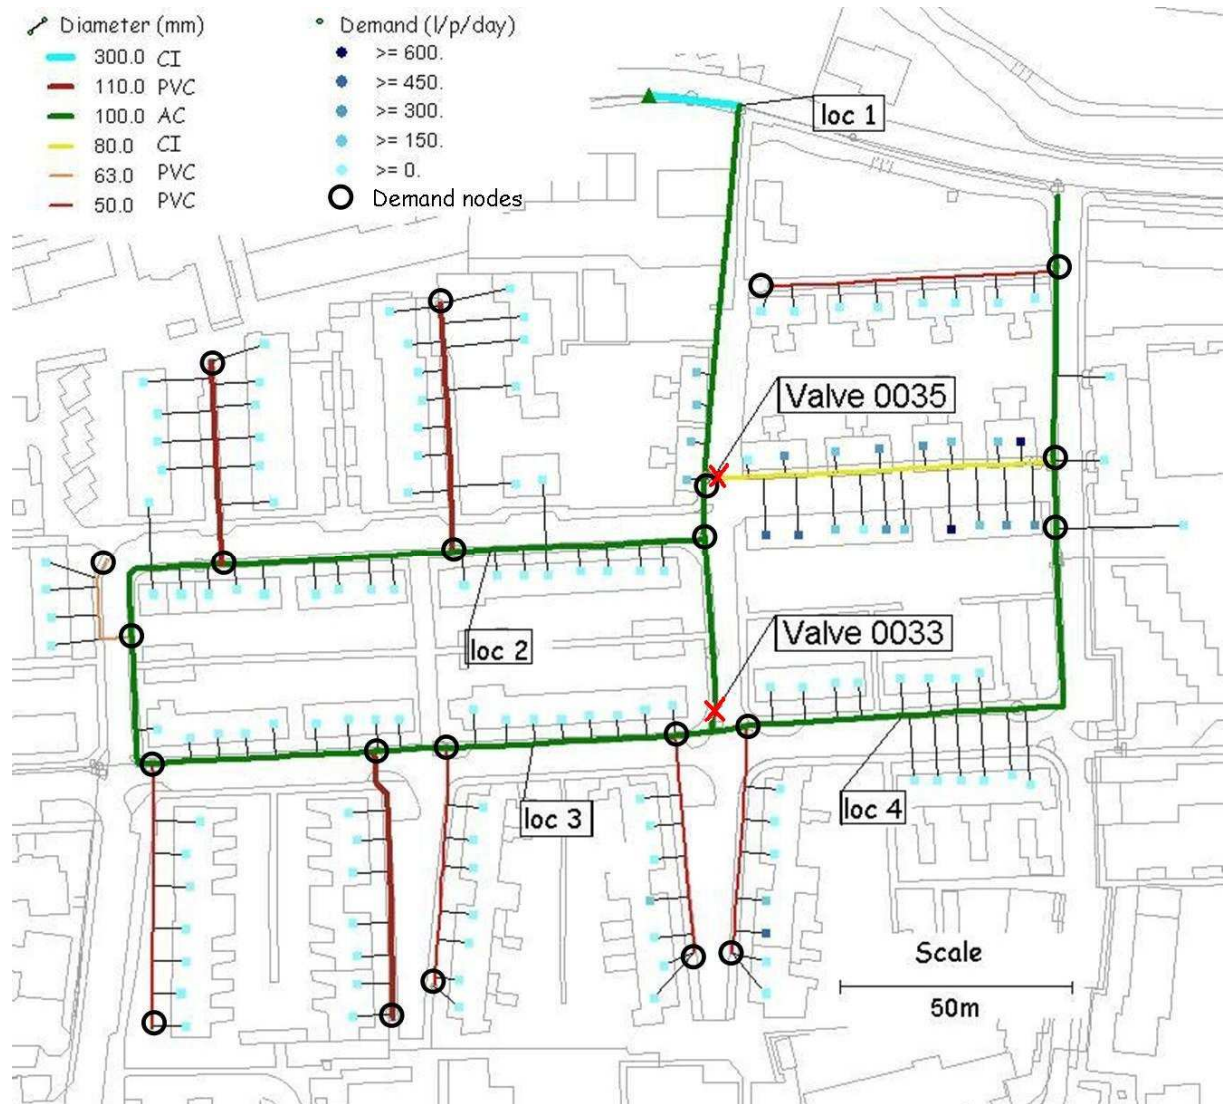 Diameter (mm)
300.0 CI
110.0 PVC
100.0 AC
80.0 CI
63.0 PVC
50.0 PVC
Demand (l/p/day)
>= 600.
>= 450.
>= 300.
>= 150.
>= 0.
Demand nodes
loc 1
Valve 0035
Valve 0033
loc 2
loc 3
loc 4
Scale
50m